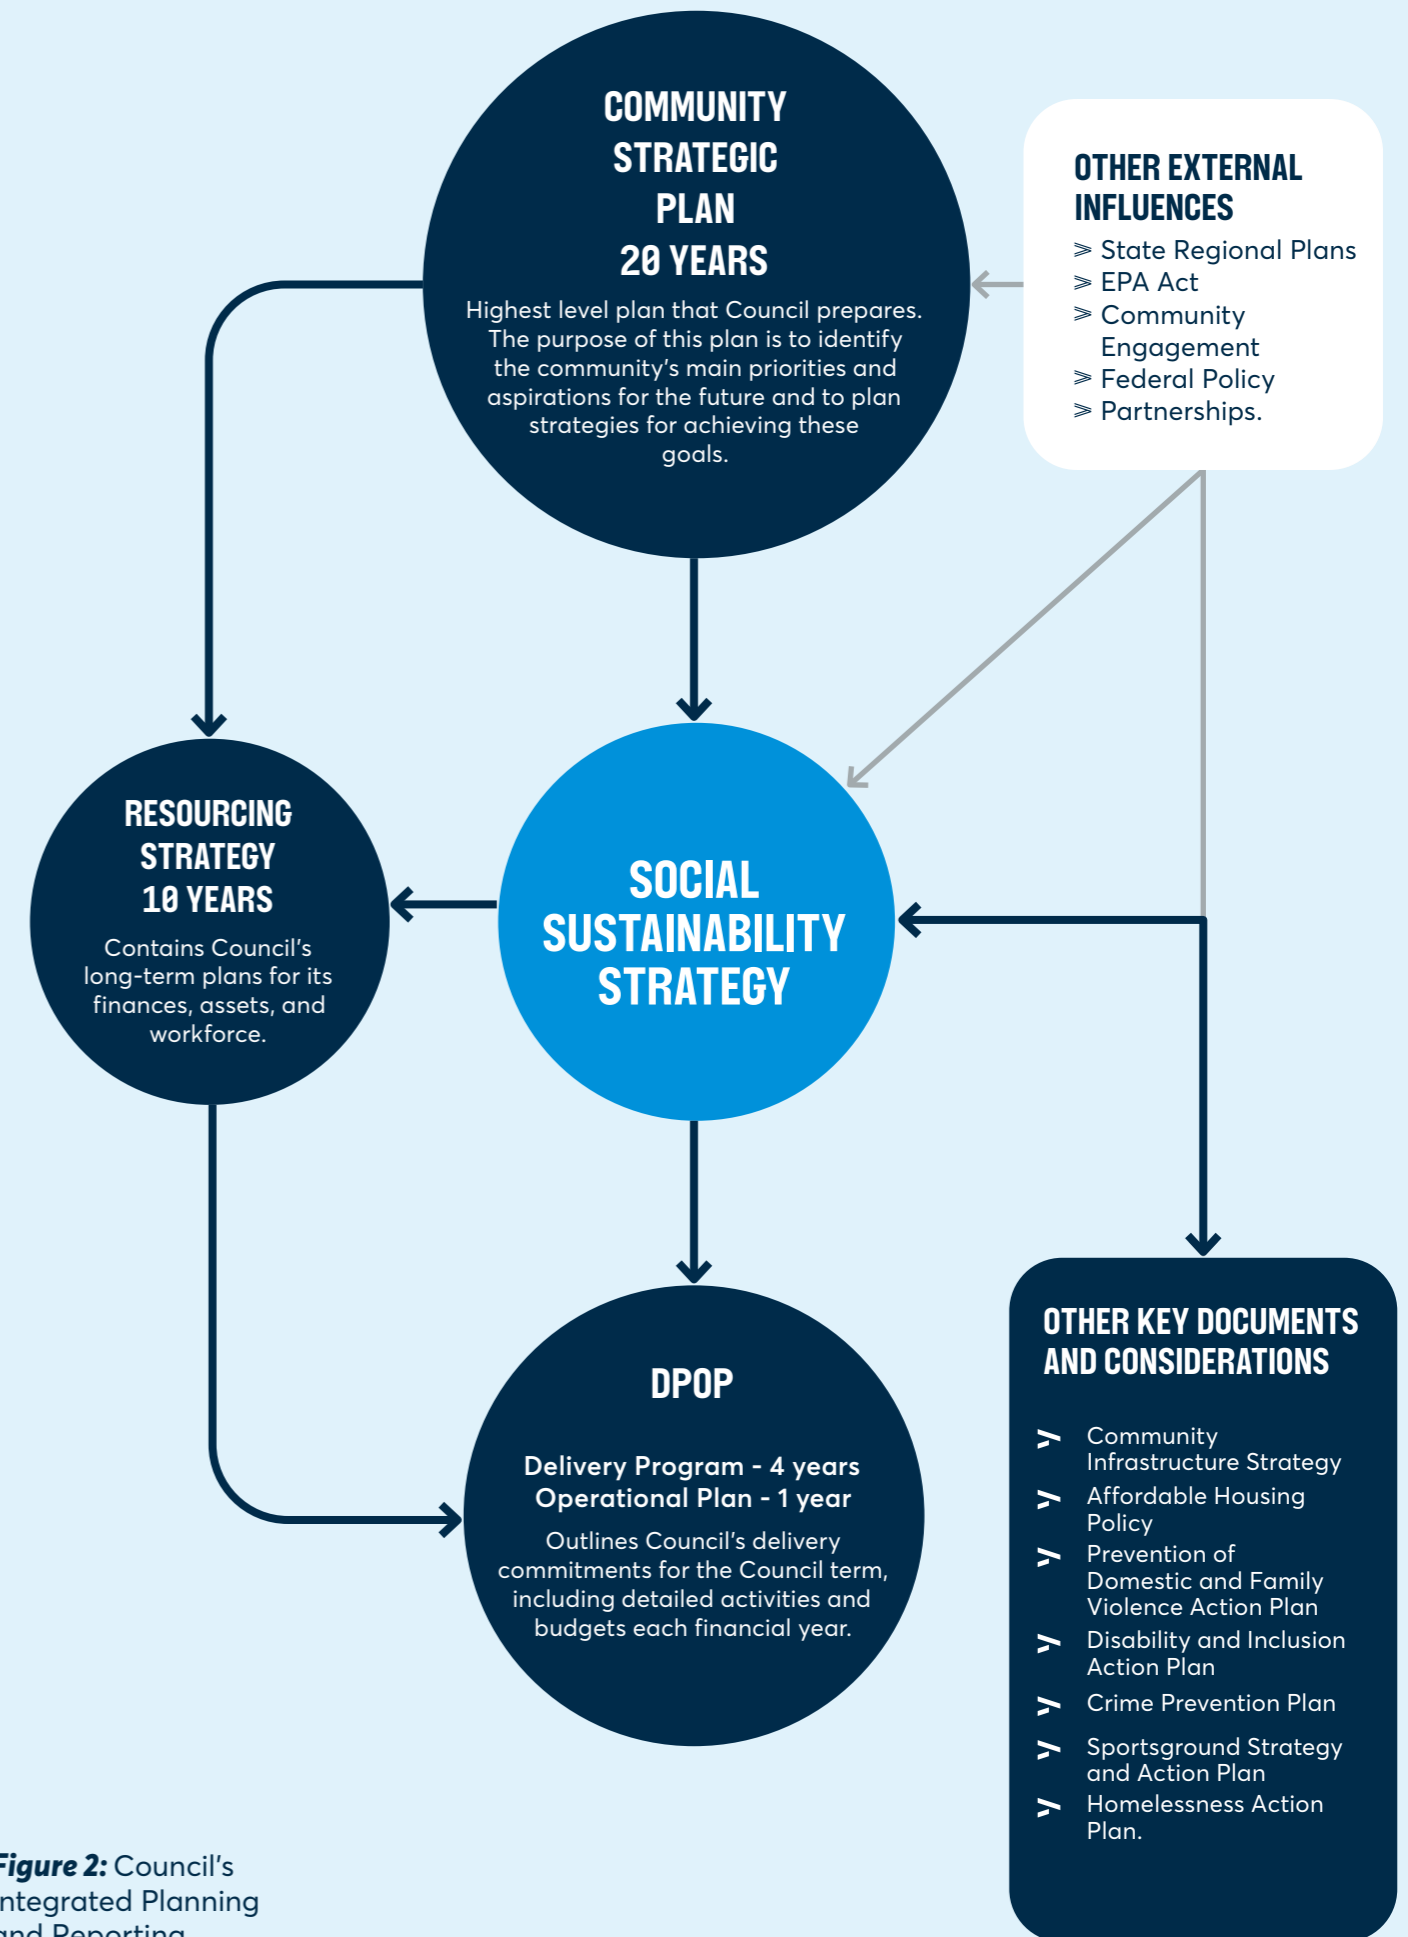 COMMUNITY
STRATEGIC
PLAN
20 YEARS
Highest level plan that Council prepares.
The purpose of this plan is to identify
the community's main priorities and
aspirations for the future and to plan
strategies for achieving these
goals.
OTHER EXTERNAL
INFLUENCES
State Regional Plans
EPA Act
Community
Engagement
Federal Policy
Partnerships.
RESOURCING
STRATEGY
10 YEARS
Contains Council's
long-term plans for its
finances, assets, and
workforce.
SOCIAL
SUSTAINABILITY
STRATEGY
DPOP
Delivery Program - 4 years
Operational Plan - 1 year
Outlines Council's delivery
commitments for the Council term,
including detailed activities and
budgets each financial year.
OTHER KEY DOCUMENTS
AND CONSIDERATIONS
Community
Infrastructure Strategy
Affordable Housing
Policy
Prevention of
Domestic and Family
Violence Action Plan
Disability and Inclusion
Action Plan
Crime Prevention Plan
Sportsground Strategy
and Action Plan
Homelessness Action
Plan.
Figure 2: Council's
Integrated Planning
and Reporting